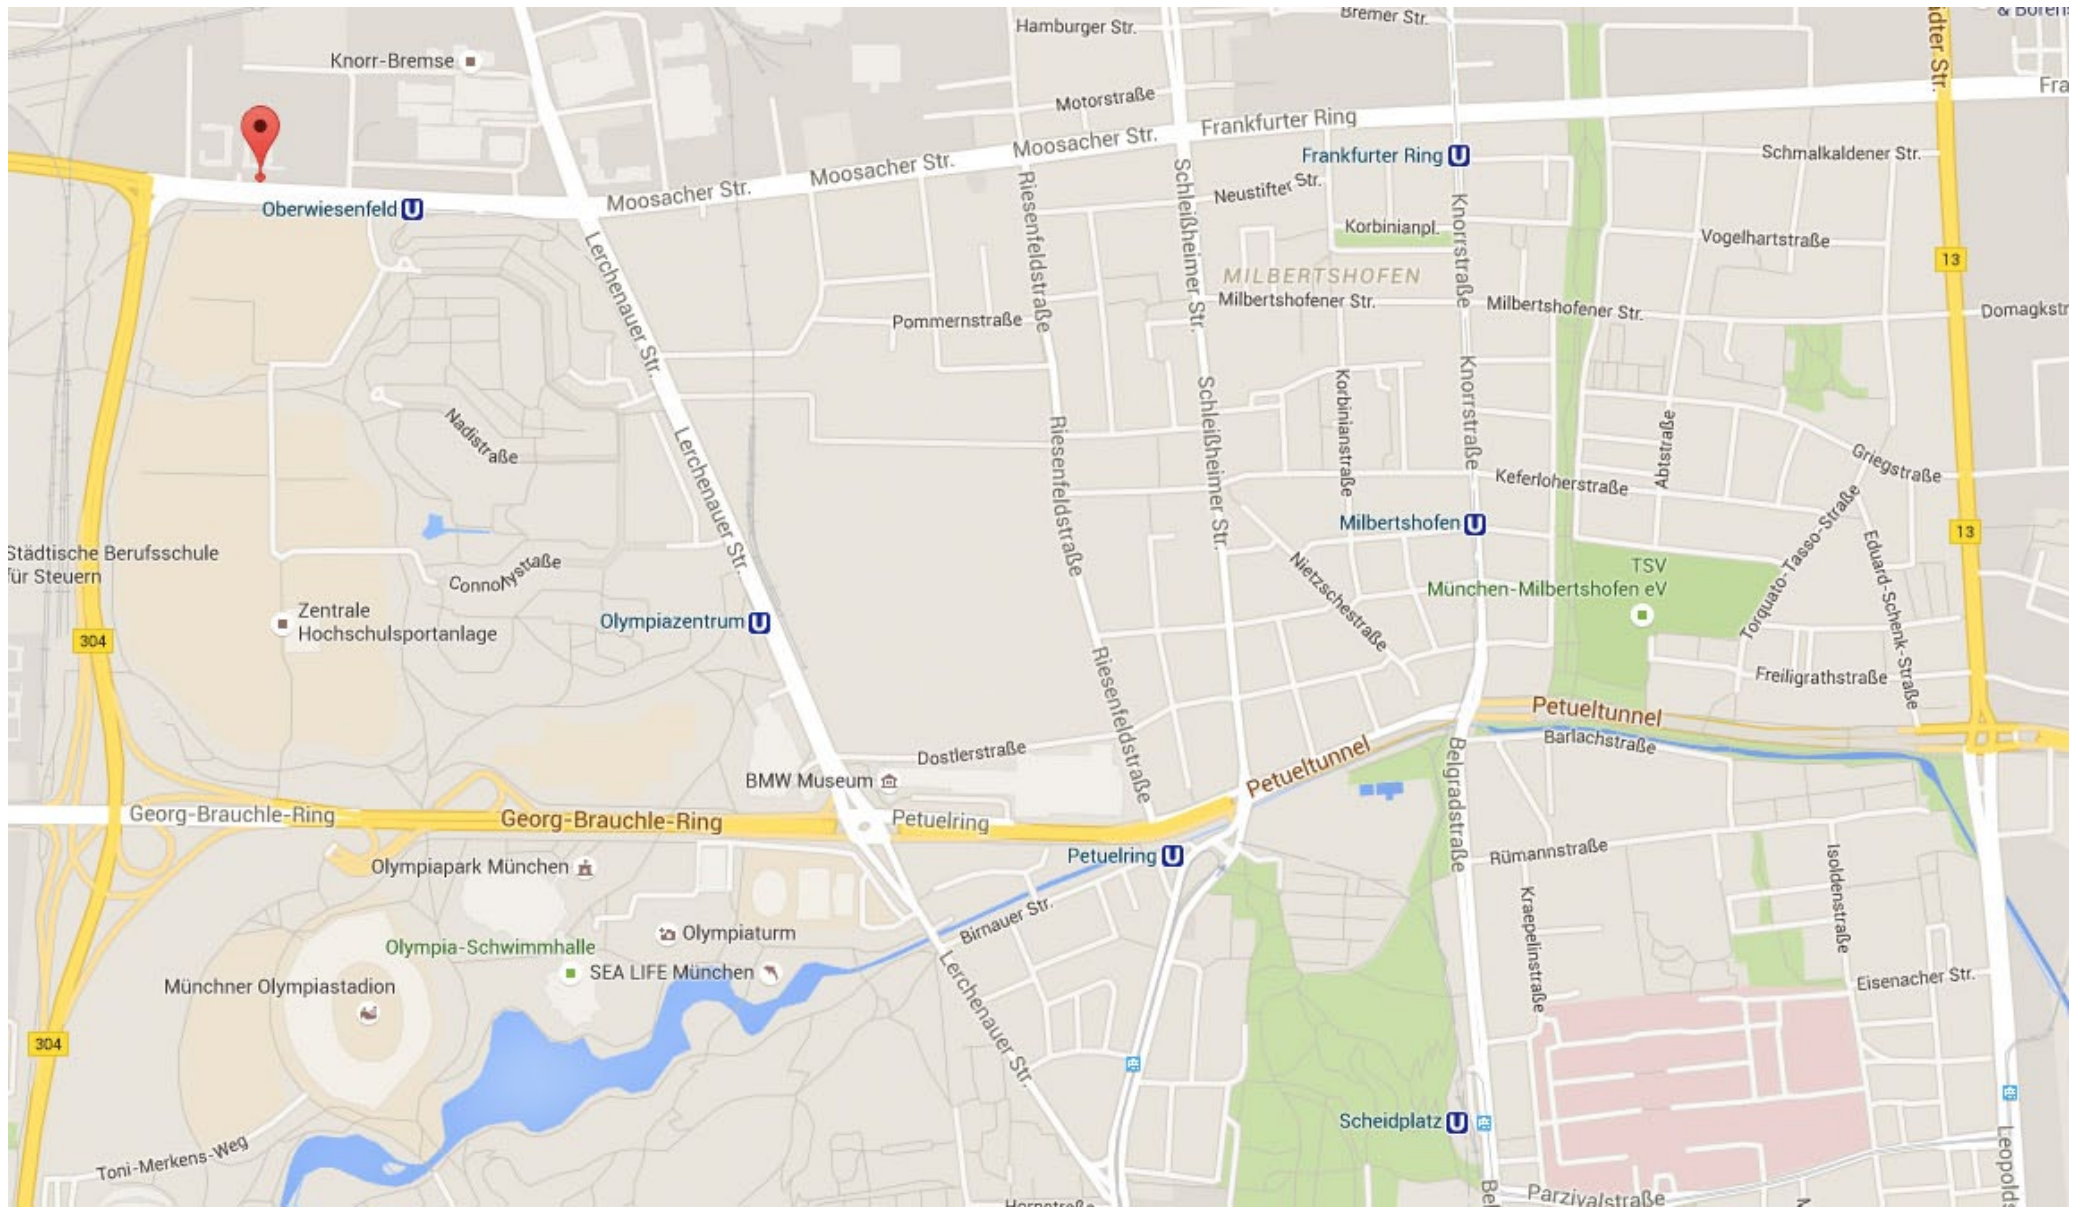 Hamburger Str.
Bremer Str.
dter Str.
Knorr-Bremse
Motorstraße
Fra
Frankfurter Ring
Moosacher Str.
Moosacher Str.
Moosacher Str.
Frankfurter Ring
Schmalkaldener Str.
Neustifter Str.
Oberwiesenfeld
U
U
Korbinianpl.
Vogelhartstraße
13
MILBERTSHOFEN
Milbertshofener Str.
Milbertshofener Str.
Domagkstr
Pommernstraße
Riesenfeldstraße
Schleißheimer Str.
Knorrstraße
Lerchenauer Str.
Knorrstraße
Korbinianstraße
Schleißheimer Str.
Abtstraße
Nadistraße
Lerchenauer Str.
Riesenfeldstraße
Griegstraße
Keferloherstraße
Milbertshofen
U
13
Torquato-Tasso-Straße
Eduard-Schenk-Straße
Städtische Berufsschule
für Steuern
Connollystraße
Nietzschestraße
TSV
München-Milbertshofen eV
Zentrale
Hochschulsportanlage
Olympiazentrum
U
304
Riesenfeldstraße
Freiligrathstraße
Petueltunnel
Barlachstraße
Dostlerstraße
Petueltunnel
BMW Museum
Belgradstraße
Georg-Brauchle-Ring
Georg-Brauchle-Ring
Petuelring
Petuelring
U
Rümannstraße
Isoldenstraße
Olympiapark München
Kraepelinstraße
Birnauer Str.
Olympiaturm
Olympia-Schwimmhalle
SEA LIFE München
Eisenacher Str.
Münchner Olympiastadion
Lerchenauer Str.
304
Scheidplatz
U
Toni-Merkens-Weg
Leopolds
Parzivalstraße
Bel